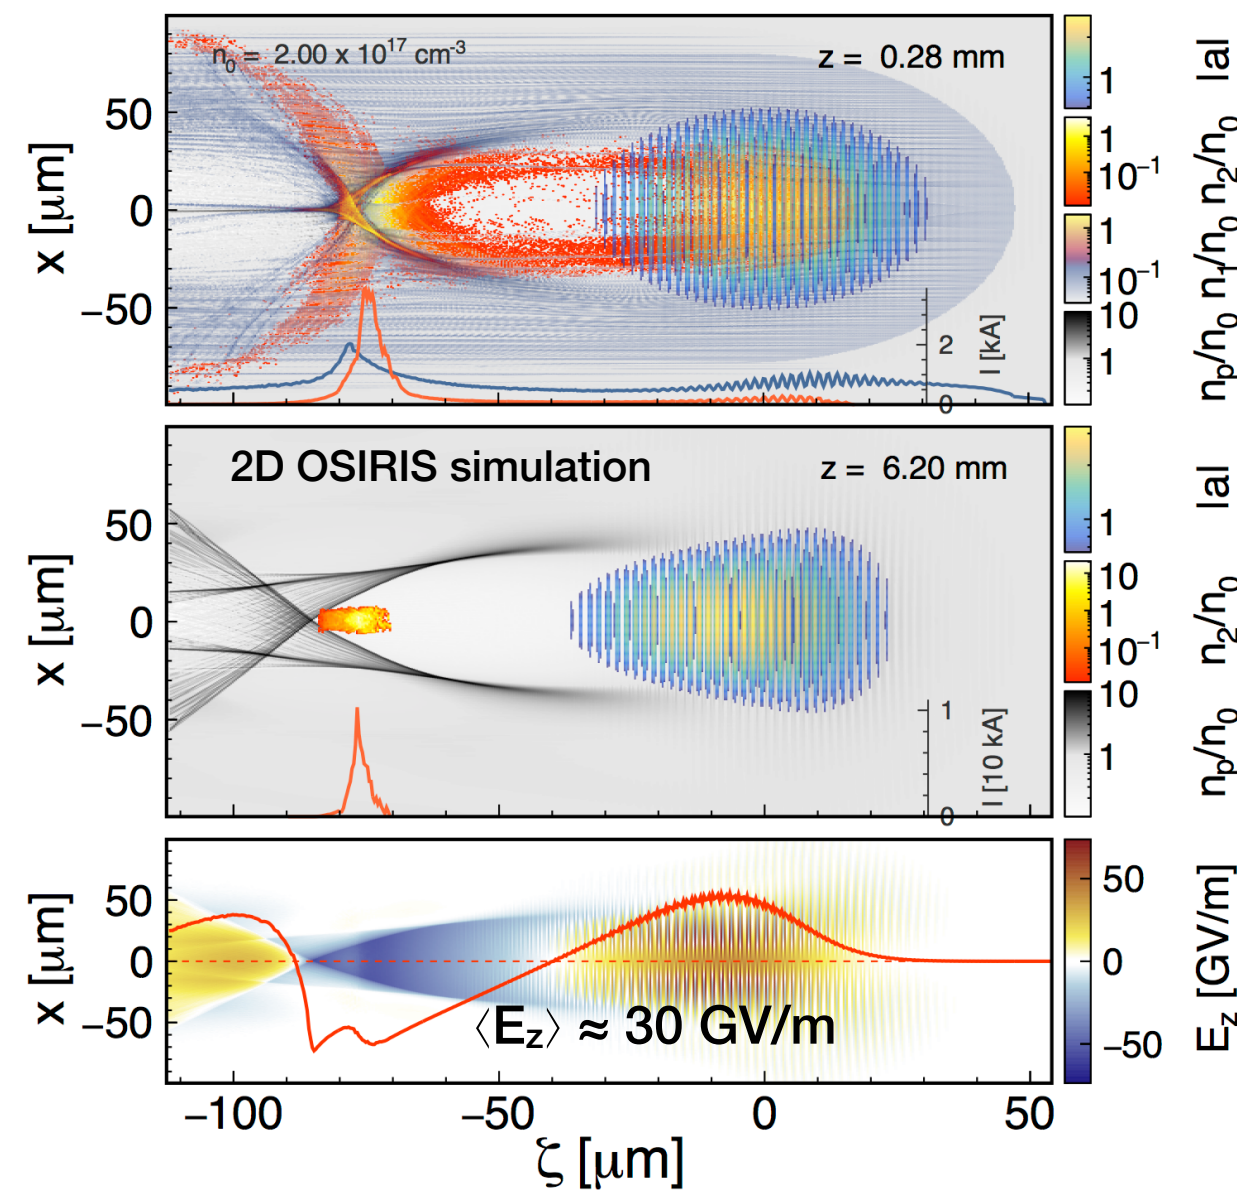 n₀ = 2.00 x 10¹⁷ cm⁻³
z = 0.28 mm
50
0
−50
x [μm]
2
0
I [kA]
1
|a|
1
10⁻¹
n₂/n₀
1
10⁻¹
n₁/n₀
10
1
nₚ/n₀
2D OSIRIS simulation
z = 6.20 mm
50
0
−50
x [μm]
1
0
I [10 kA]
1
|a|
10
1
10⁻¹
n₂/n₀
10
1
nₚ/n₀
50
0
−50
x [μm]
⟨E_z⟩ ≈ 30 GV/m
50
0
−50
E_z [GV/m]
−100
−50
0
50
ζ [μm]